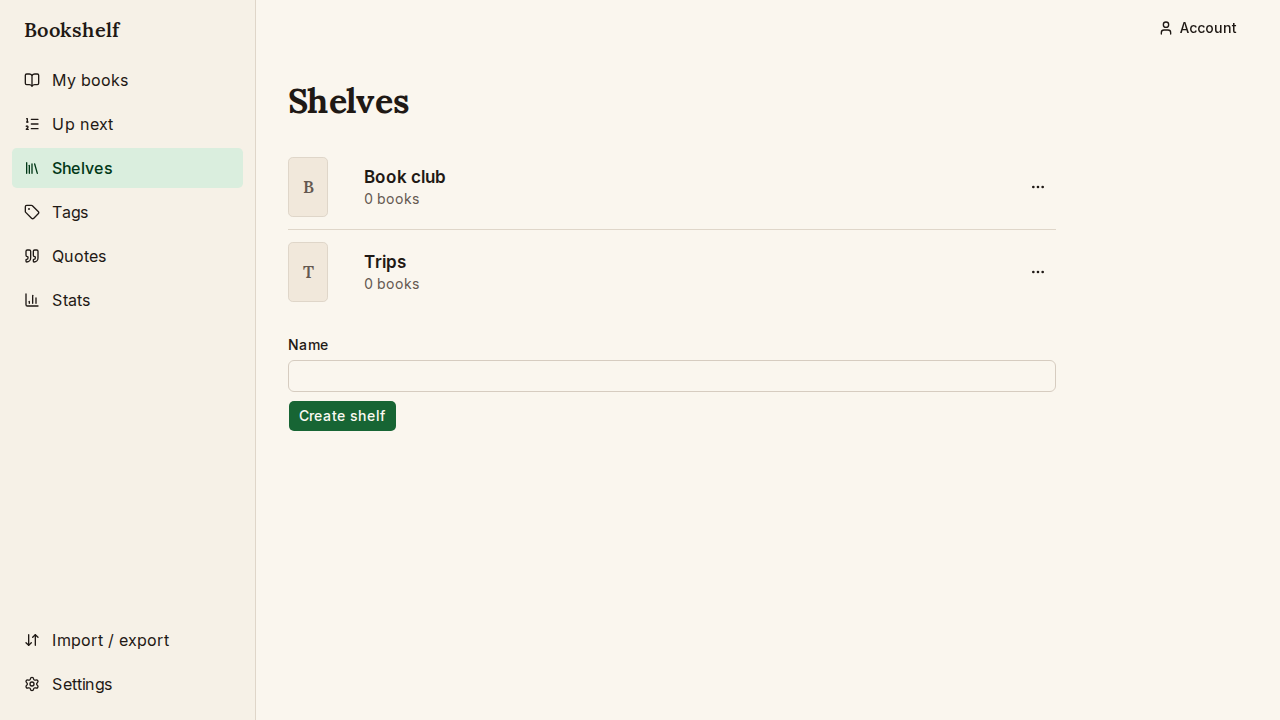 Bookshelf
My books
Up next
Shelves
Tags
Quotes
Stats
Import / export
Settings
Account
Shelves
B
Book club
0 books
T
Trips
0 books
Name
Create shelf